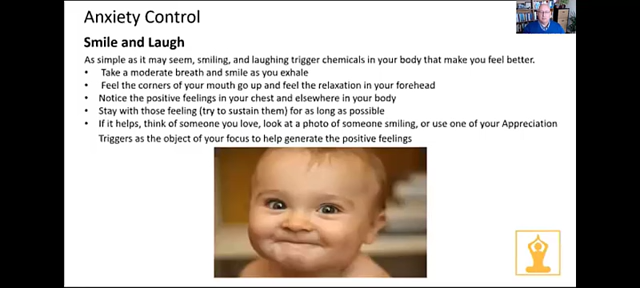 Anxiety Control
Smile and Laugh
As simple as it may seem, smiling, and laughing trigger chemicals in your body that make you feel better.
• Take a moderate breath and smile as you exhale
• Feel the corners of your mouth go up and feel the relaxation in your forehead
• Notice the positive feelings in your chest and elsewhere in your body
• Stay with those feeling (try to sustain them) for as long as possible
• If it helps, think of someone you love, look at a photo of someone smiling, or use one of your Appreciation
Triggers as the object of your focus to help generate the positive feelings